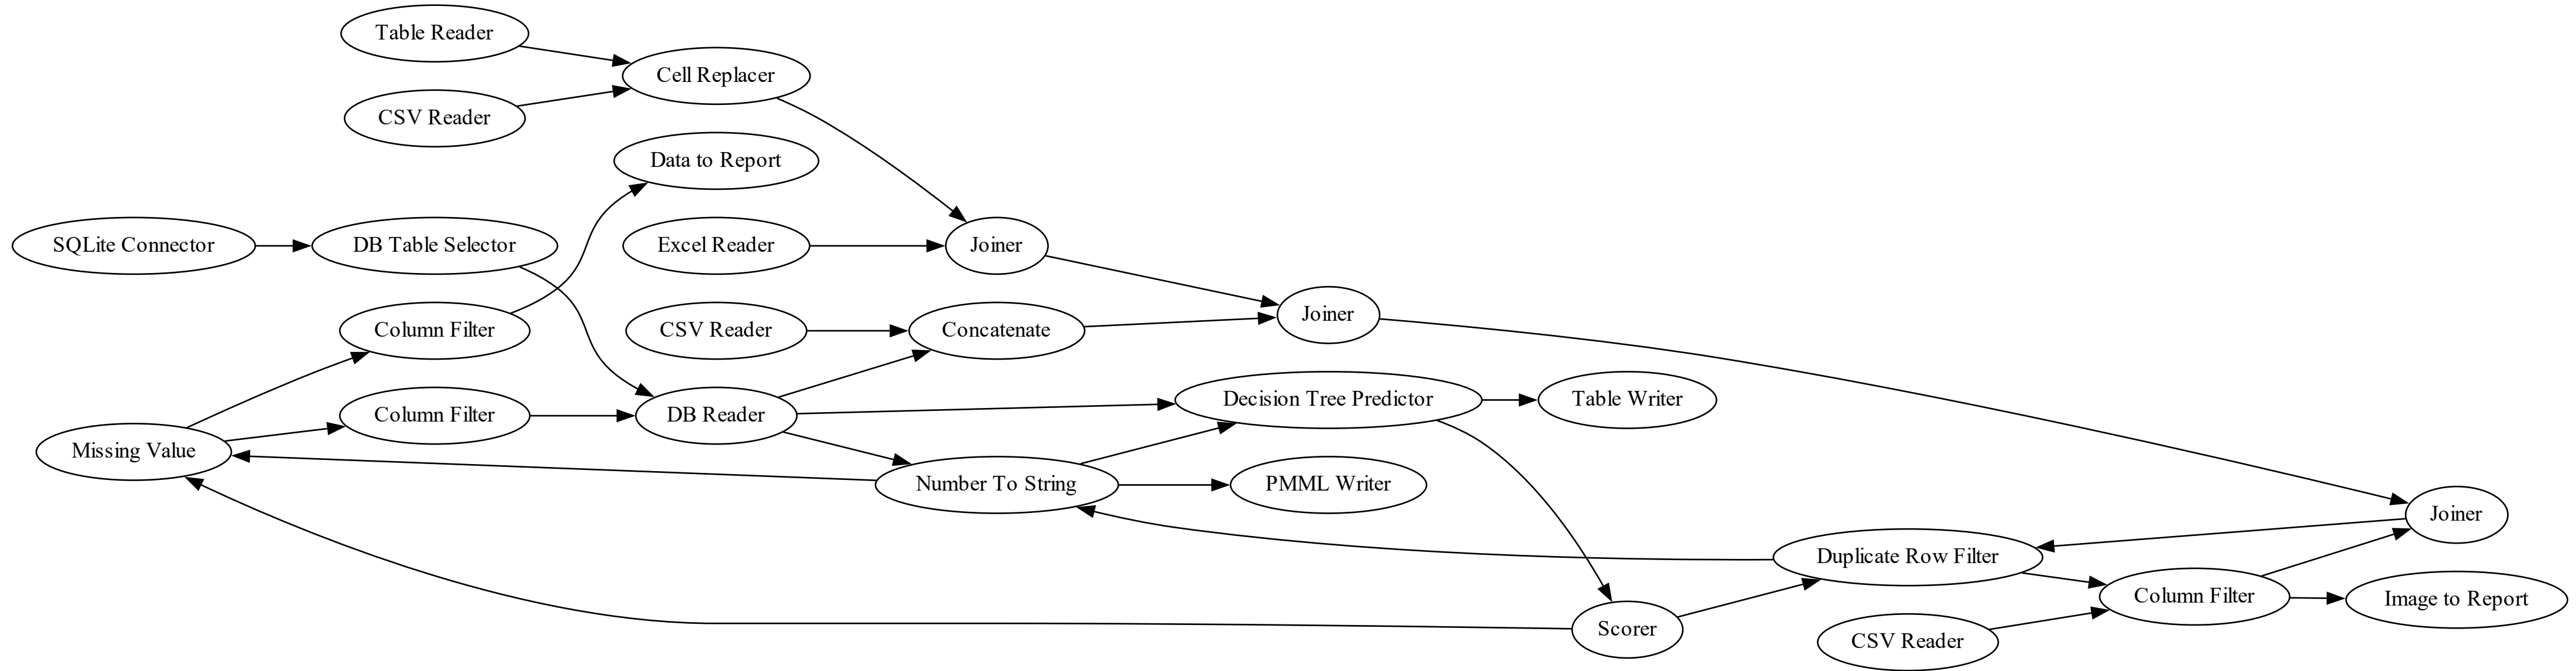 Table Reader
Cell Replacer
CSV Reader
Data to Report
SQLite Connector
DB Table Selector
Excel Reader
Joiner
Column Filter
CSV Reader
Concatenate
Joiner
Missing Value
Column Filter
DB Reader
Decision Tree Predictor
Table Writer
Number To String
PMML Writer
Joiner
Duplicate Row Filter
Column Filter
Image to Report
Scorer
CSV Reader